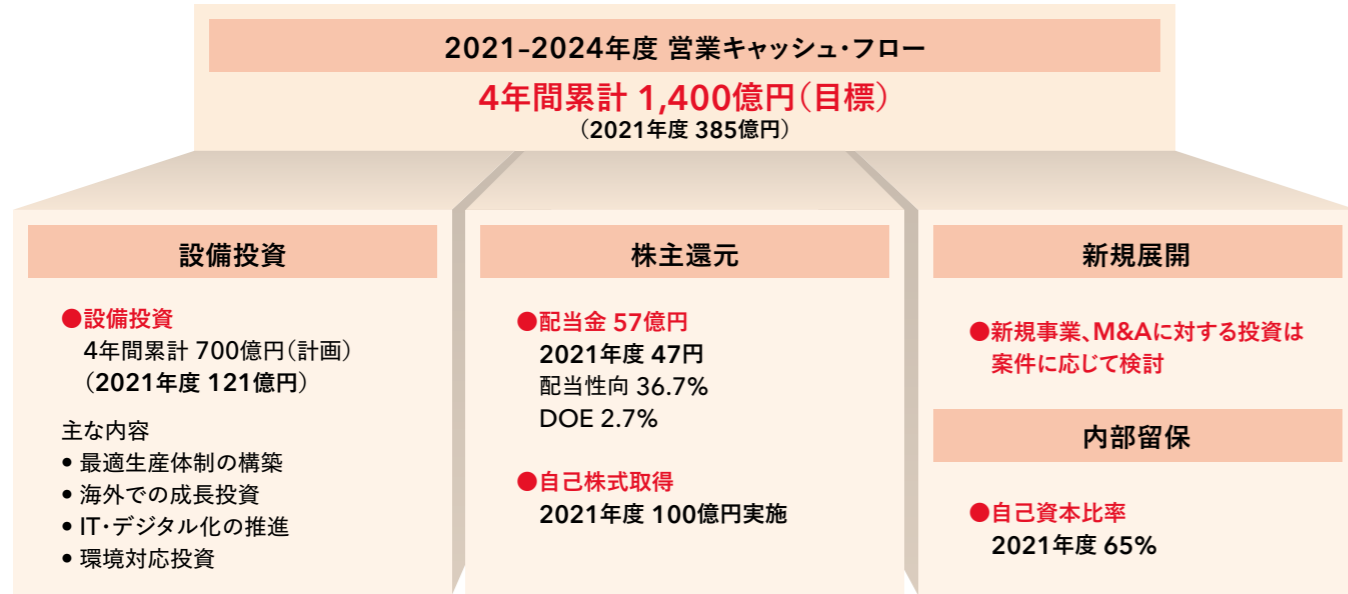 2021–2024年度 営業キャッシュ・フロー
4年間累計 1,400億円（目標）
（2021年度 385億円）
設備投資
●設備投資
4年間累計 700億円（計画）
（2021年度 121億円）
主な内容
• 最適生産体制の構築
• 海外での成長投資
• IT・デジタル化の推進
• 環境対応投資
株主還元
●配当金 57億円
2021年度 47円
配当性向 36.7%
DOE 2.7%
●自己株式取得
2021年度 100億円実施
新規展開
●新規事業、M&Aに対する投資は
案件に応じて検討
内部留保
●自己資本比率
2021年度 65%